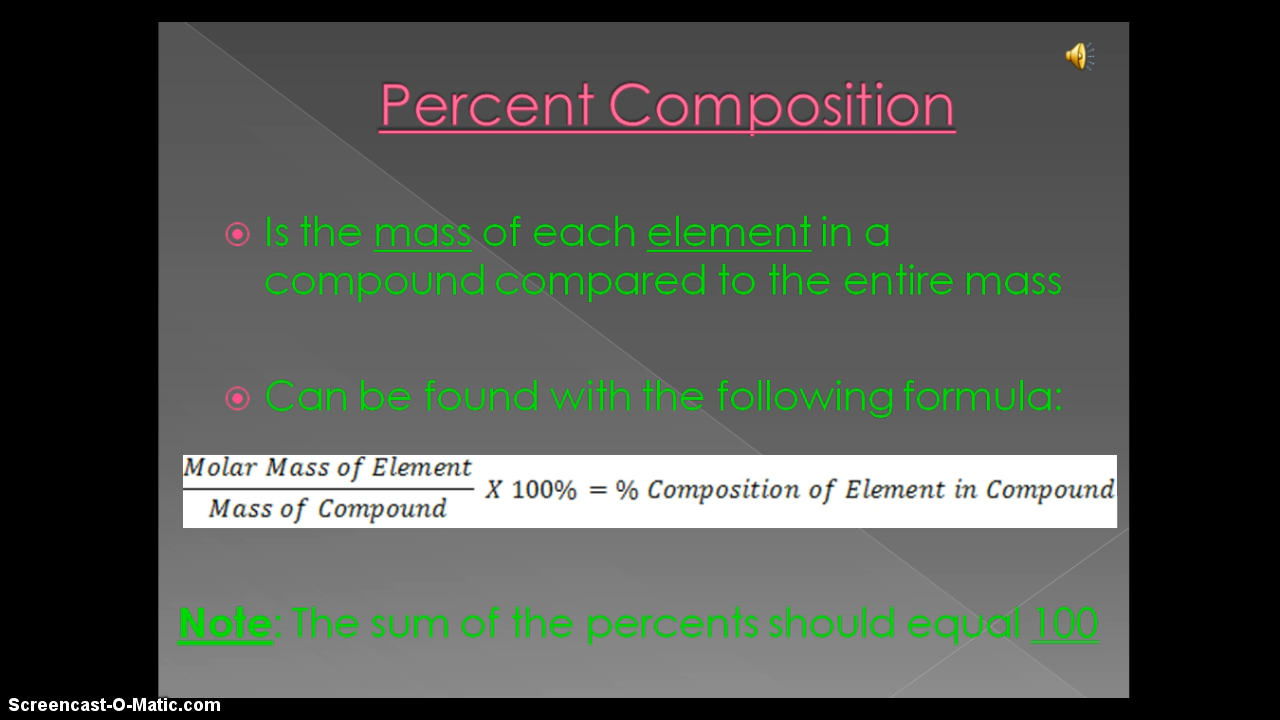 Percent Composition
Is the mass of each element in a
compound compared to the entire mass
Can be found with the following formula:
Molar Mass of Element
Mass of Compound
X 100% = % Composition of Element in Compound
Note: The sum of the percents should equal 100
Screencast-O-Matic.com